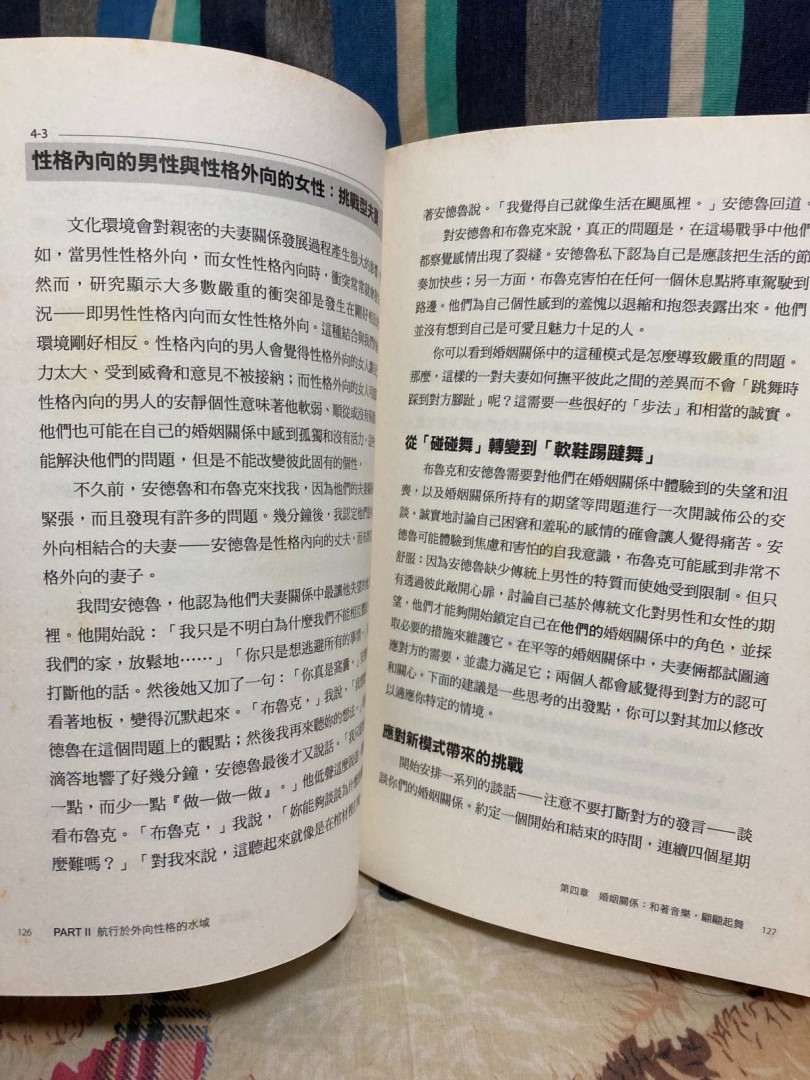 4-3
性格內向的男性與性格外向的女性：挑戰型夫
文化環境會對親密的夫妻關係發展過程產生很大的
如，當男性性格外向，而女性性格內向時，衝突常常就會
然而，研究顯示大多數嚴重的衝突卻是發生在剛好
況——即男性性格內向而女性性格外向。這種結合與我們
環境剛好相反。性格內向的男人會覺得性格外向的女人
力太大、受到威脅和意見不被接納；而性格外向的女人
性格內向的男人的安靜個性意味著他軟弱、順從或沒有
他們也可能在自己的婚姻關係中感到孤獨和沒有活力。
能解決他們的問題，但是不能改變彼此固有的個性。
不久前，安德魯和布魯克來找我，因為他們的夫妻
緊張，而且發現有許多的問題。幾分鐘後，我認定他們
外向相結合的夫妻——安德魯是性格內向的丈夫，而布
格外向的妻子。
我問安德魯，他認為他們夫妻關係中最讓他失望
裡。他開始說：「我只是不明白為什麼我們不能相互
我們的家，放鬆地……」「你只是想逃避所有的事情，
打斷他的話。然後她又加了一句：「你真是窩囊，
看著地板，變得沉默起來。「布魯克，」我說，「我
德魯在這個問題上的觀點；然後我再來聽妳的想法。
滴答地響了好幾分鐘，安德魯最後才又說話。「我
一點，而少一點『做—做—做』。」他低聲這麼說道
看布魯克。「布魯克，」我說，「妳能夠談談為什麼
麼難嗎？」「對我來說，這聽起來就像是在棺材裡
126 PART II 航行於外向性格的水域
著安德魯說。「我覺得自己就像生活在颶風裡。」安德魯回道。
對安德魯和布魯克來說，真正的問題是，在這場戰爭中他們
都察覺感情出現了裂縫。安德魯私下認為自己是應該把生活的節
奏加快些；另一方面，布魯克害怕在任何一個休息點將車駕駛到
路邊。他們為自己個性感到的羞愧以退縮和抱怨表露出來。他們
並沒有想到自己是可愛且魅力十足的人。
你可以看到婚姻關係中的這種模式是怎麼導致嚴重的問題。
那麼，這樣的一對夫妻如何撫平彼此之間的差異而不會「跳舞時
踩到對方腳趾」呢？這需要一些很好的「步法」和相當的誠實。
從「碰碰舞」轉變到「軟鞋踢躂舞」
布魯克和安德魯需要對他們在婚姻關係中體驗到的失望和沮
喪，以及婚姻關係所持有的期望等問題進行一次開誠佈公的交
談。誠實地討論自己困窘和羞恥的感情的確會讓人覺得痛苦。安
德魯可能體驗到焦慮和害怕的自我意識，布魯克可能感到非常不
舒服：因為安德魯缺少傳統上男性的特質而使她受到限制。但只
有透過彼此敞開心扉，討論自己基於傳統文化對男性和女性的期
望，他們才能夠開始鎖定自己在他們的婚姻關係中的角色，並採
取必要的措施來維護它。在平等的婚姻關係中，夫妻倆都試圖適
應對方的需要，並盡力滿足它；兩個人都會感覺得到對方的認可
和關心。下面的建議是一些思考的出發點，你可以對其加以修改
以適應你特定的情境。
應對新模式帶來的挑戰
開始安排一系列的談話——注意不要打斷對方的發言——談
談你們的婚姻關係。約定一個開始和結束的時間，連續四個星期
第四章 婚姻關係：和著音樂，翩翩起舞 127